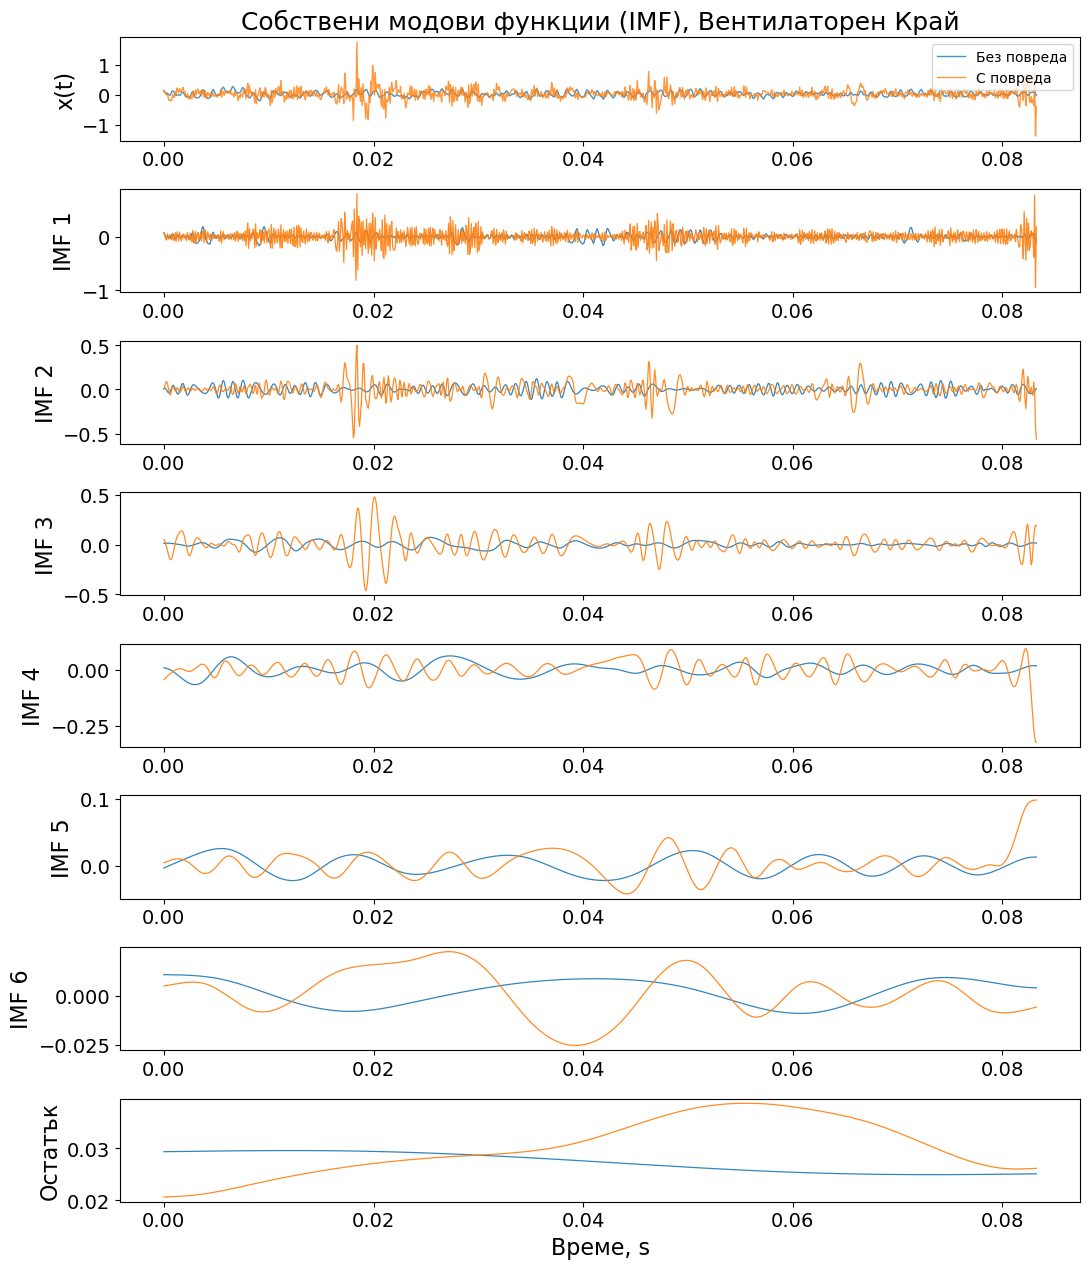 Собствени модови функции (IMF), Вентилаторен Край
x(t)
1
0
−1
Без повреда
С повреда
0.00 0.02 0.04 0.06 0.08
IMF 1
0
−1
0.00 0.02 0.04 0.06 0.08
IMF 2
0.5
0.0
−0.5
0.00 0.02 0.04 0.06 0.08
IMF 3
0.5
0.0
−0.5
0.00 0.02 0.04 0.06 0.08
IMF 4
0.00
−0.25
0.00 0.02 0.04 0.06 0.08
IMF 5
0.1
0.0
0.00 0.02 0.04 0.06 0.08
IMF 6
0.000
−0.025
0.00 0.02 0.04 0.06 0.08
Остатък
0.03
0.02
0.00 0.02 0.04 0.06 0.08
Време, s